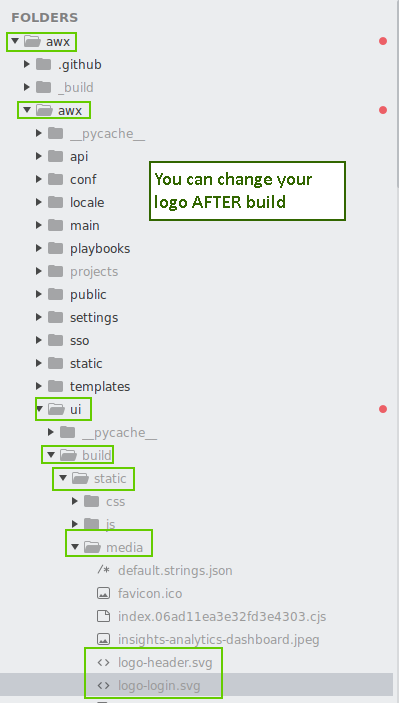 FOLDERS
awx
.github
_build
awx
__pycache__
api
conf
You can change your
logo AFTER build
locale
main
playbooks
projects
public
settings
sso
static
templates
ui
__pycache__
build
static
css
js
media
/* default.strings.json
favicon.ico
index.06ad11ea3e32fd3e4303.cjs
insights-analytics-dashboard.jpeg
<> logo-header.svg
<> logo-login.svg